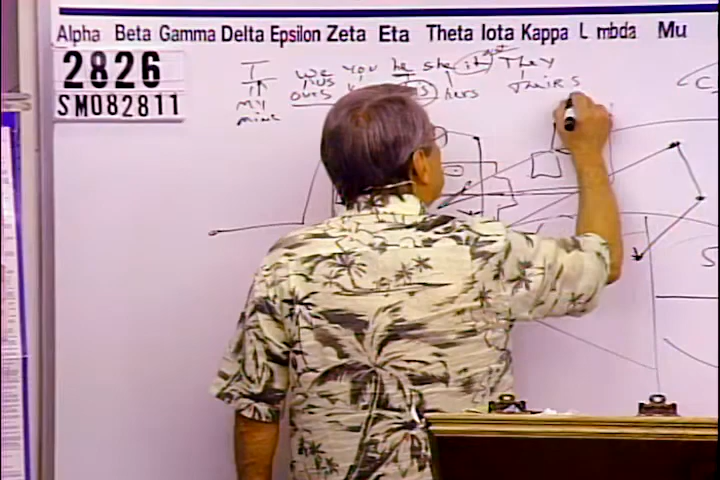 Alpha Beta Gamma Delta Epsilon Zeta Eta Theta Iota Kappa L mbda Mu
2826
SM082811
I we you he she it They
my ours hers TheiRS
mine